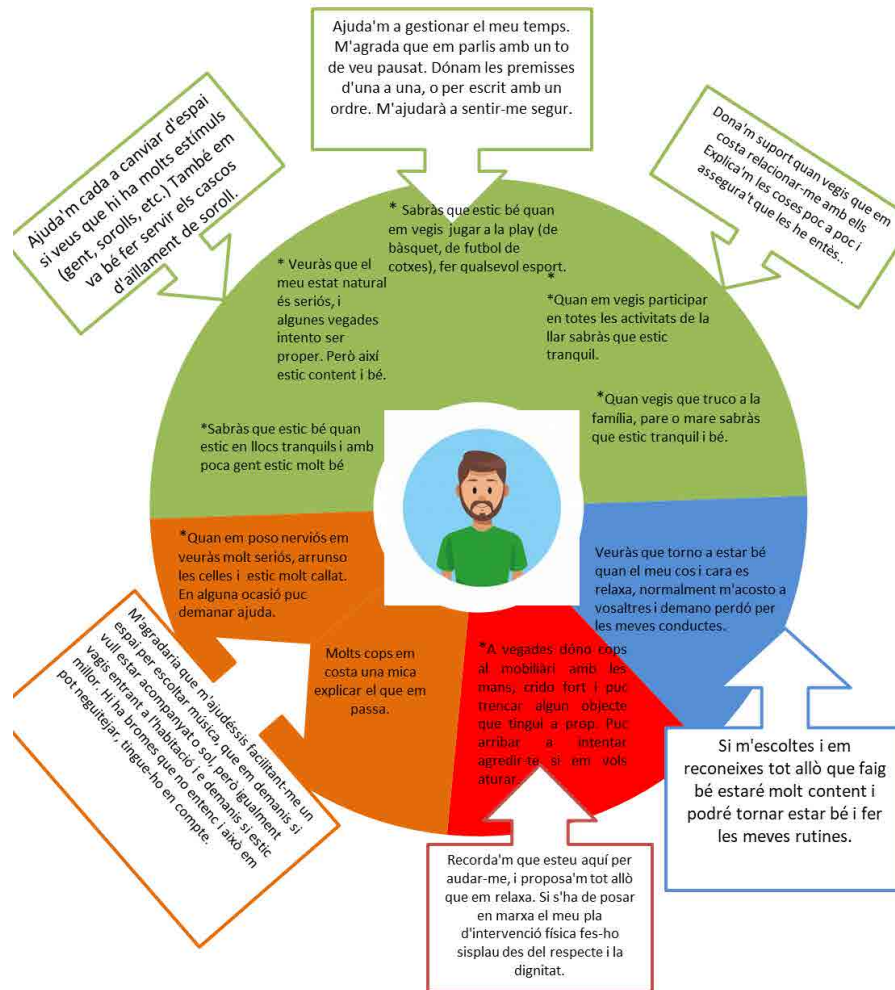 Ajuda'm a gestionar el meu temps.
M'agrada que em parlis amb un to
de veu pausat. Dónam les premisses
d'una a una, o per escrit amb un
ordre. M'ajudarà a sentir-me segur.
Ajuda'm cada a canviar d'espai
si veus que hi ha molts estímuls
(gent, sorolls, etc.) També em
va bé fer servir els cascos
d'aïllament de soroll.
Dona'm suport quan vegis que em
costa relacionar-me amb ells
Explica'm les coses poc a poc i
assegura't que les he entès..
* Sabràs que estic bé quan
em vegis jugar a la play (de
bàsquet, de futbol de
cotxes), fer qualsevol esport.
* Veuràs que el
meu estat natural
és seriós, i
algunes vegades
intento ser
proper. Però així
estic content i bé.
*
*Quan em vegis participar
en totes les activitats de la
llar sabràs que estic
tranquil.
*Sabràs que estic bé quan
estic en llocs tranquils i amb
poca gent estic molt bé
*Quan vegis que truco a la
família, pare o mare sabràs
que estic tranquil i bé.
*Quan em poso nerviós em
veuràs molt seriós, arrunso
les celles i estic molt callat.
En alguna ocasió puc
demanar ajuda.
Molts cops em
costa una mica
explicar el que em
passa.
*A vegades dóno cops
al mobiliàri amb les
mans, crido fort i puc
trencar algun objecte
que tingui a prop. Puc
arribar a intentar
agredir-te si em vols
aturar.
Veuràs que torno a estar bé
quan el meu cos i cara es
relaxa, normalment m'acosto a
vosaltres i demano perdó per
les meves conductes.
M'agradaria que m'ajudéssis facilitant-me un
espai per escoltar música, que em demanis si
vull estar acompanyat o sol, però igualment
vagis entrant a l'habitació i e demanis si estic
millor. Hi ha bromes que no entenc i això em
pot neguitejar. tingue-ho en compte.
Recorda'm que esteu aquí per
audar-me, i proposa'm tot allò
que em relaxa. Si s'ha de posar
en marxa el meu pla
d'intervenció física fes-ho
sisplau des del respecte i la
dignitat.
Si m'escoltes i em
reconeixes tot allò que faig
bé estaré molt content i
podré tornar estar bé i fer
les meves rutines.